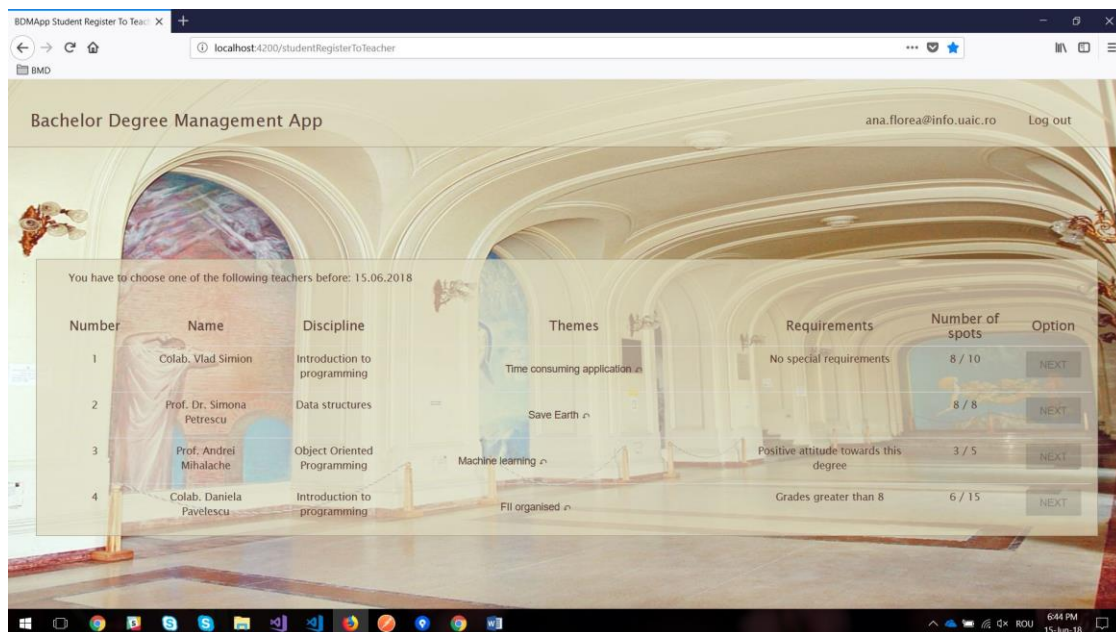 BDMApp Student Register To Teac
localhost:4200/studentRegisterToTeacher
BMD
Bachelor Degree Management App
ana.florea@info.uaic.ro Log out
You have to choose one of the following teachers before: 15.06.2018
Number Name Discipline Themes Requirements Number of spots Option
1 Colab. Vlad Simion Introduction to programming Time consuming application No special requirements 8 / 10 NEXT
2 Prof. Dr. Simona Petrescu Data structures Save Earth 8 / 8 NEXT
3 Prof. Andrei Mihalache Object Oriented Programming Machine learning Positive attitude towards this degree 3 / 5 NEXT
4 Colab. Daniela Pavelescu Introduction to programming FII organised Grades greater than 8 6 / 15 NEXT
ROU
6:44 PM
15-Jun-18